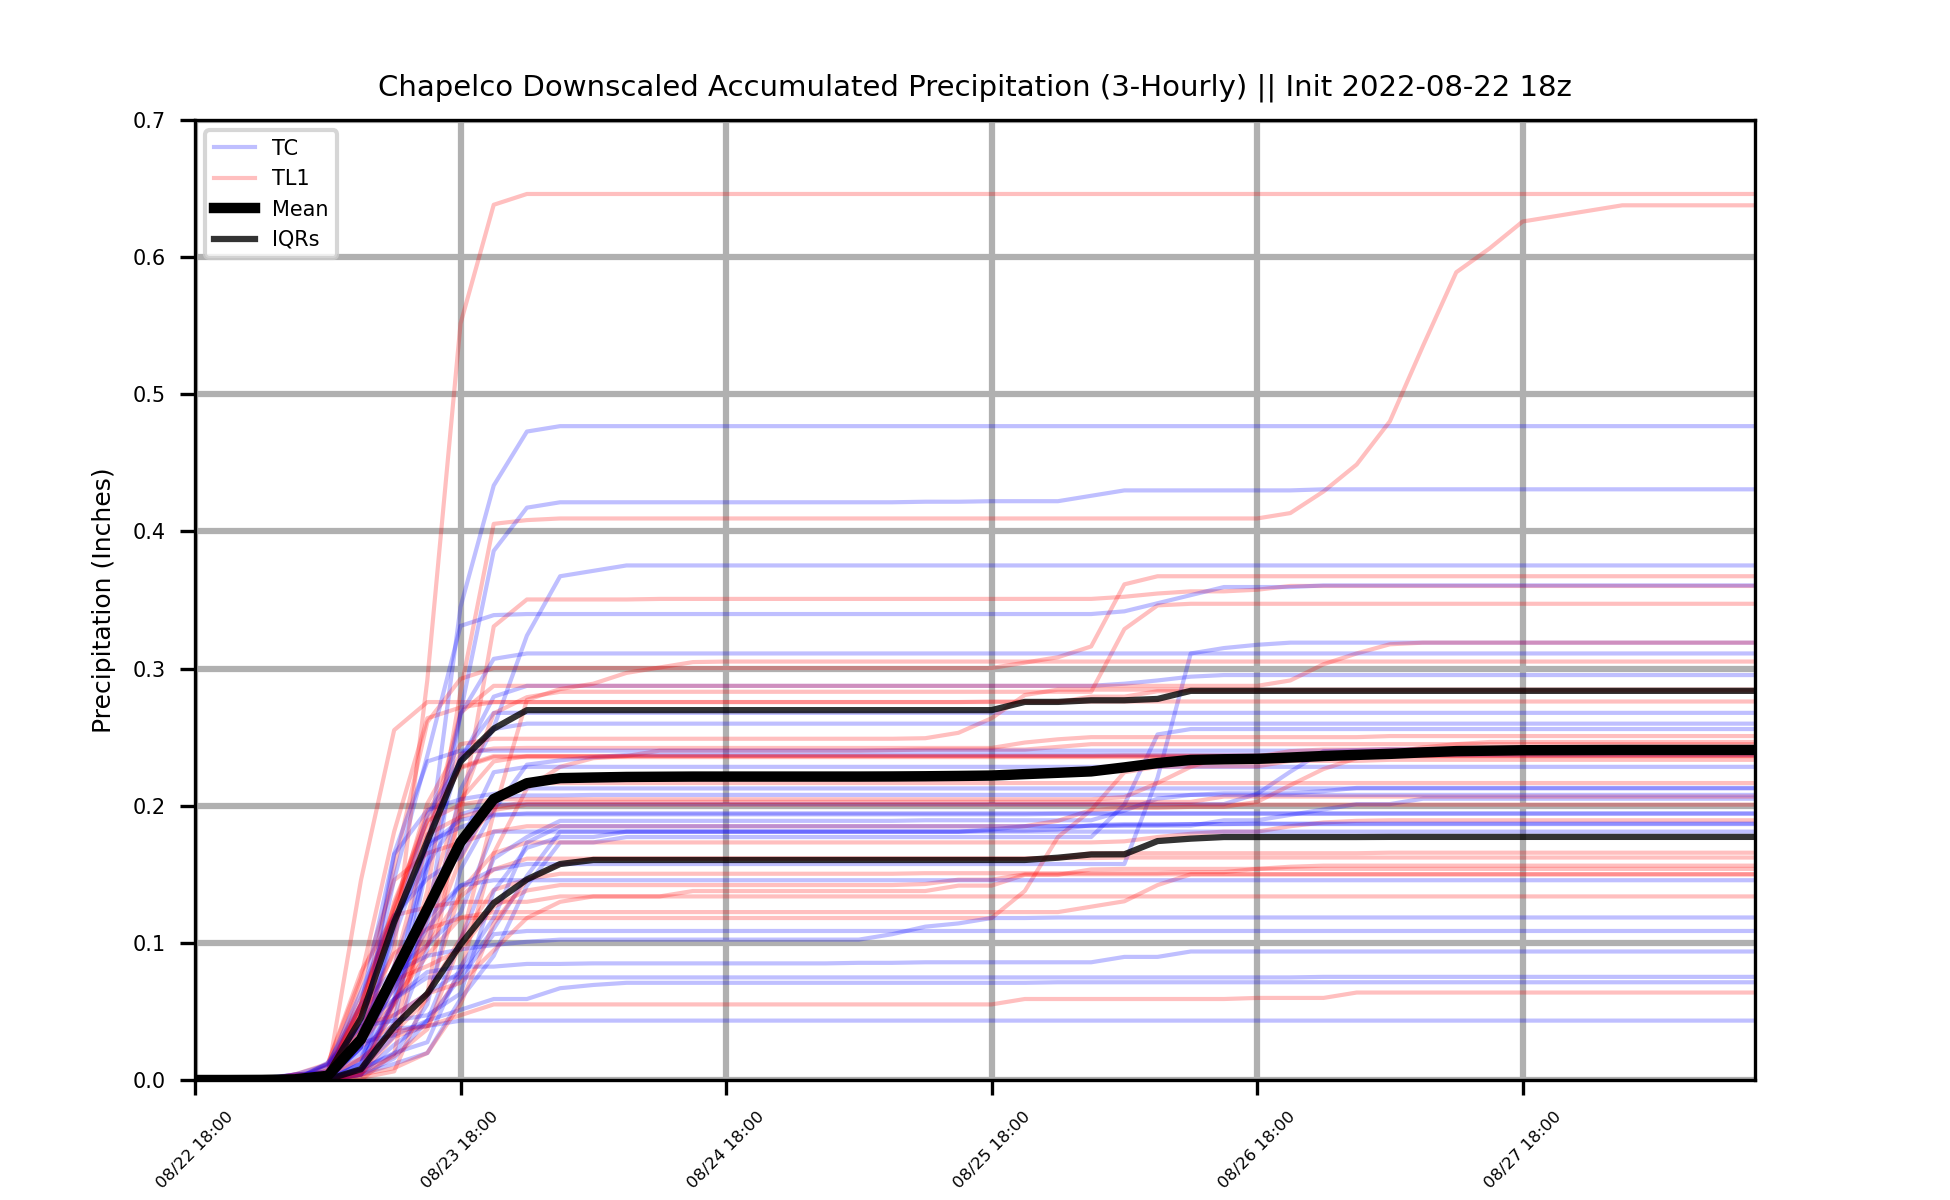 Chapelco Downscaled Accumulated Precipitation (3-Hourly) || Init 2022-08-22 18z
TC
TL1
Mean
IQRs
Precipitation (Inches)
0.7
0.6
0.5
0.4
0.3
0.2
0.1
0.0
08/22 18:00
08/23 18:00
08/24 18:00
08/25 18:00
08/26 18:00
08/27 18:00